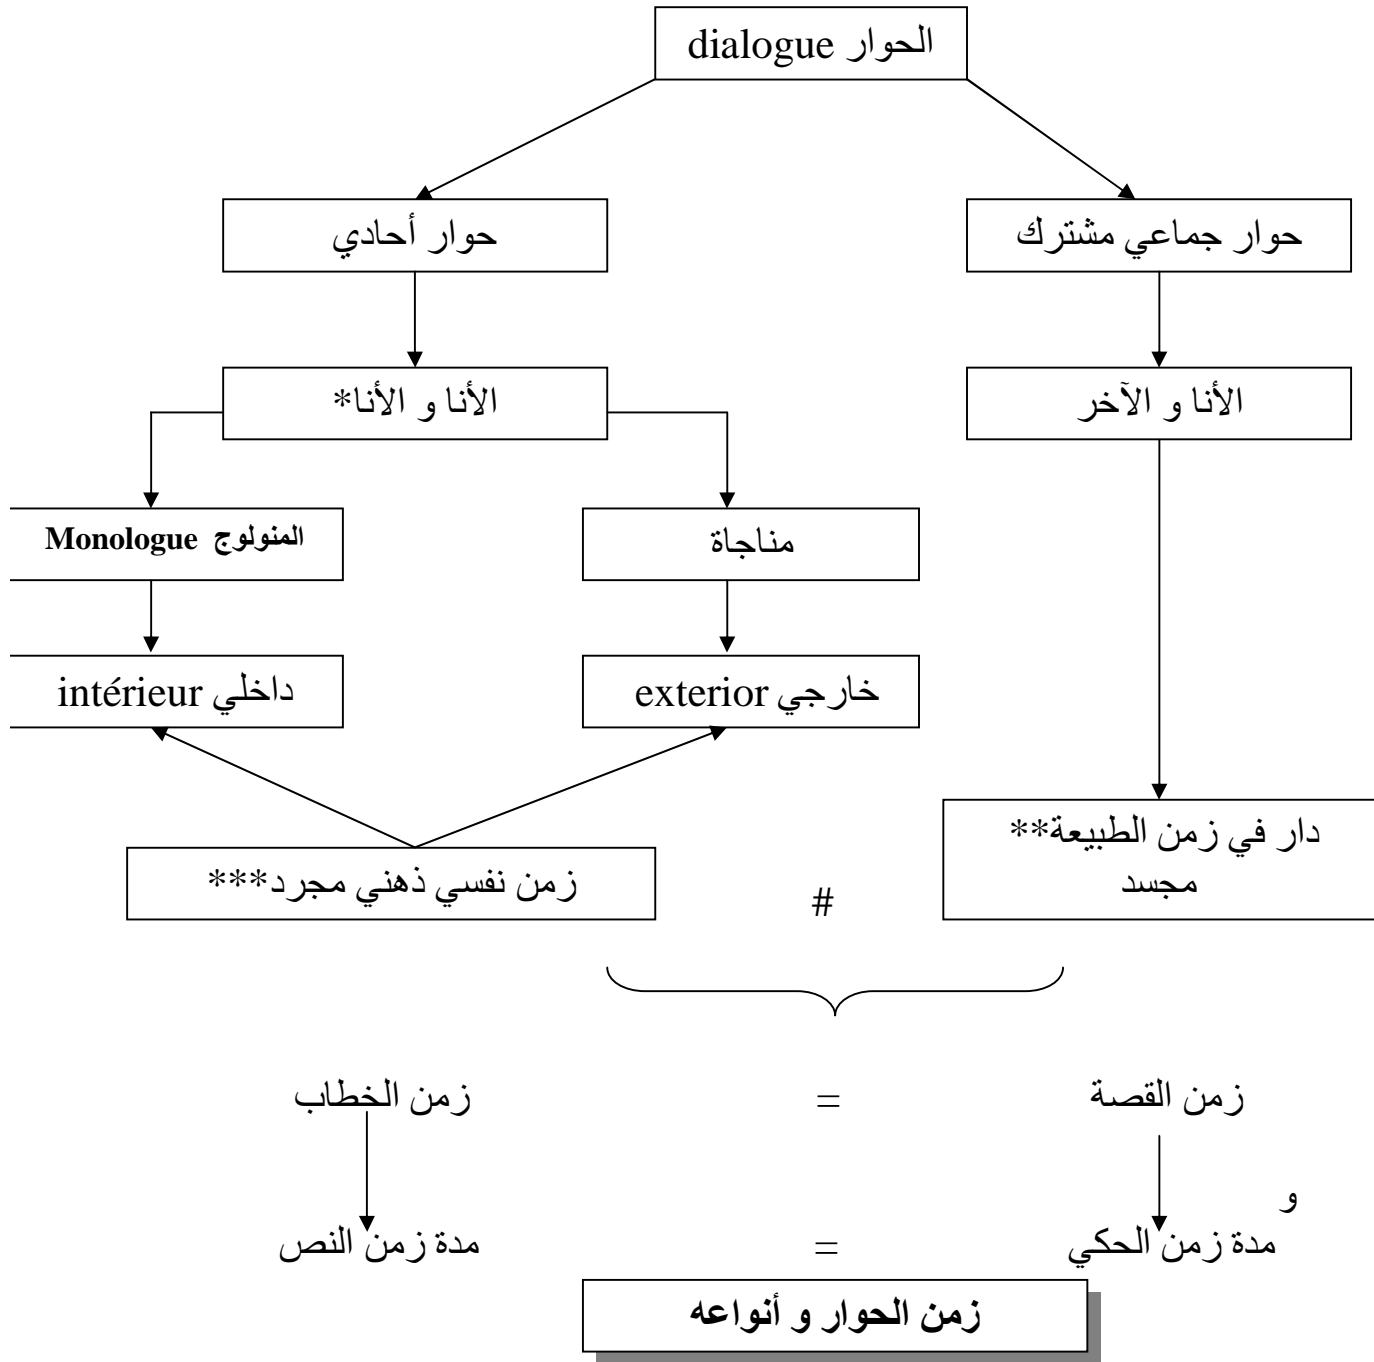 الحوار dialogue
حوار جماعي مشترك
حوار أحادي
الأنا و الآخر
الأنا و الأنا*
مناجاة
المنولوج Monologue
خارجي exterior
داخلي intérieur
دار في زمن الطبيعة**
مجسد
زمن نفسي ذهني مجرد***
#
زمن القصة = زمن الخطاب
و
مدة زمن الحكي = مدة زمن النص
زمن الحوار و أنواعه